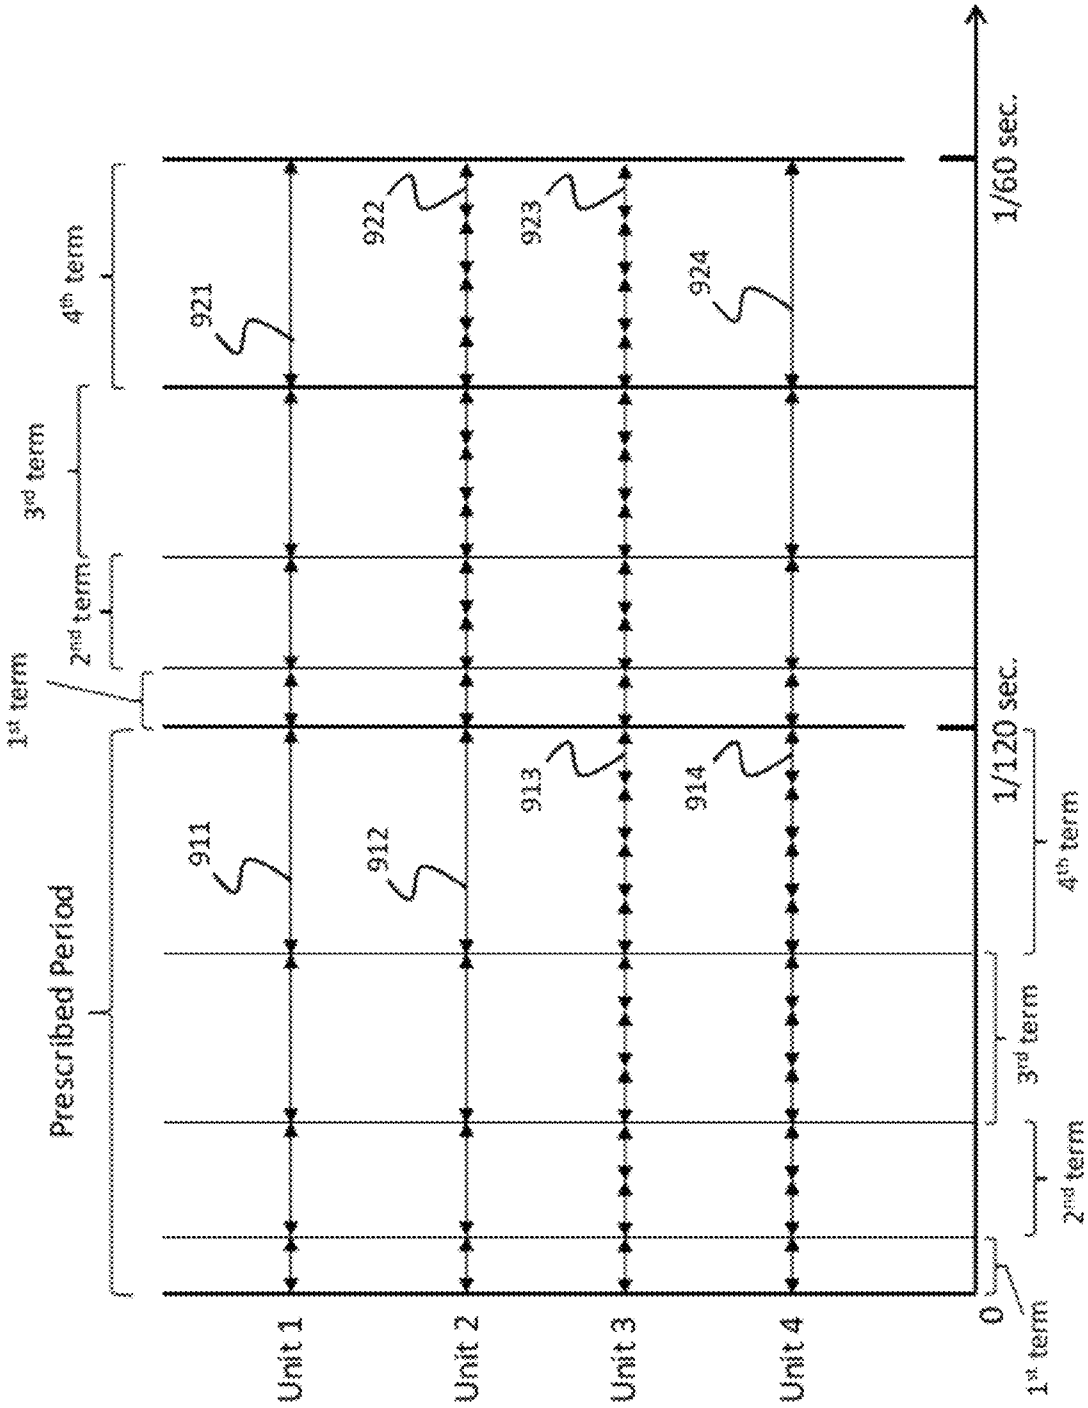 Prescribed Period
1st term
2nd term
3rd term
4th term
Unit 1
911
921
Unit 2
912
922
Unit 3
913
923
Unit 4
914
924
0
1/120 sec.
1/60 sec.
1st term
2nd term
3rd term
4th term